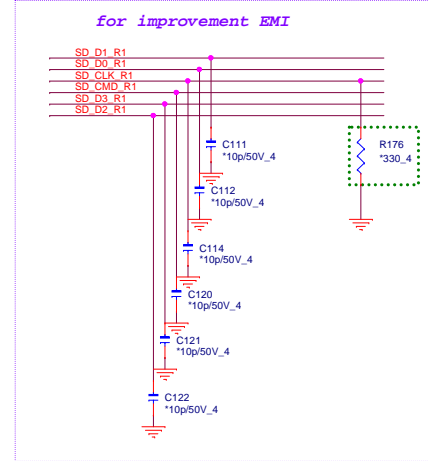 for improvement EMI
SD_D1_R1
SD_D0_R1
SD_CLK_R1
SD_CMD_R1
SD_D3_R1
SD_D2_R1
C111
*10p/50V_4
R176
*330_4
C112
*10p/50V_4
C114
*10p/50V_4
C120
*10p/50V_4
C121
*10p/50V_4
C122
*10p/50V_4